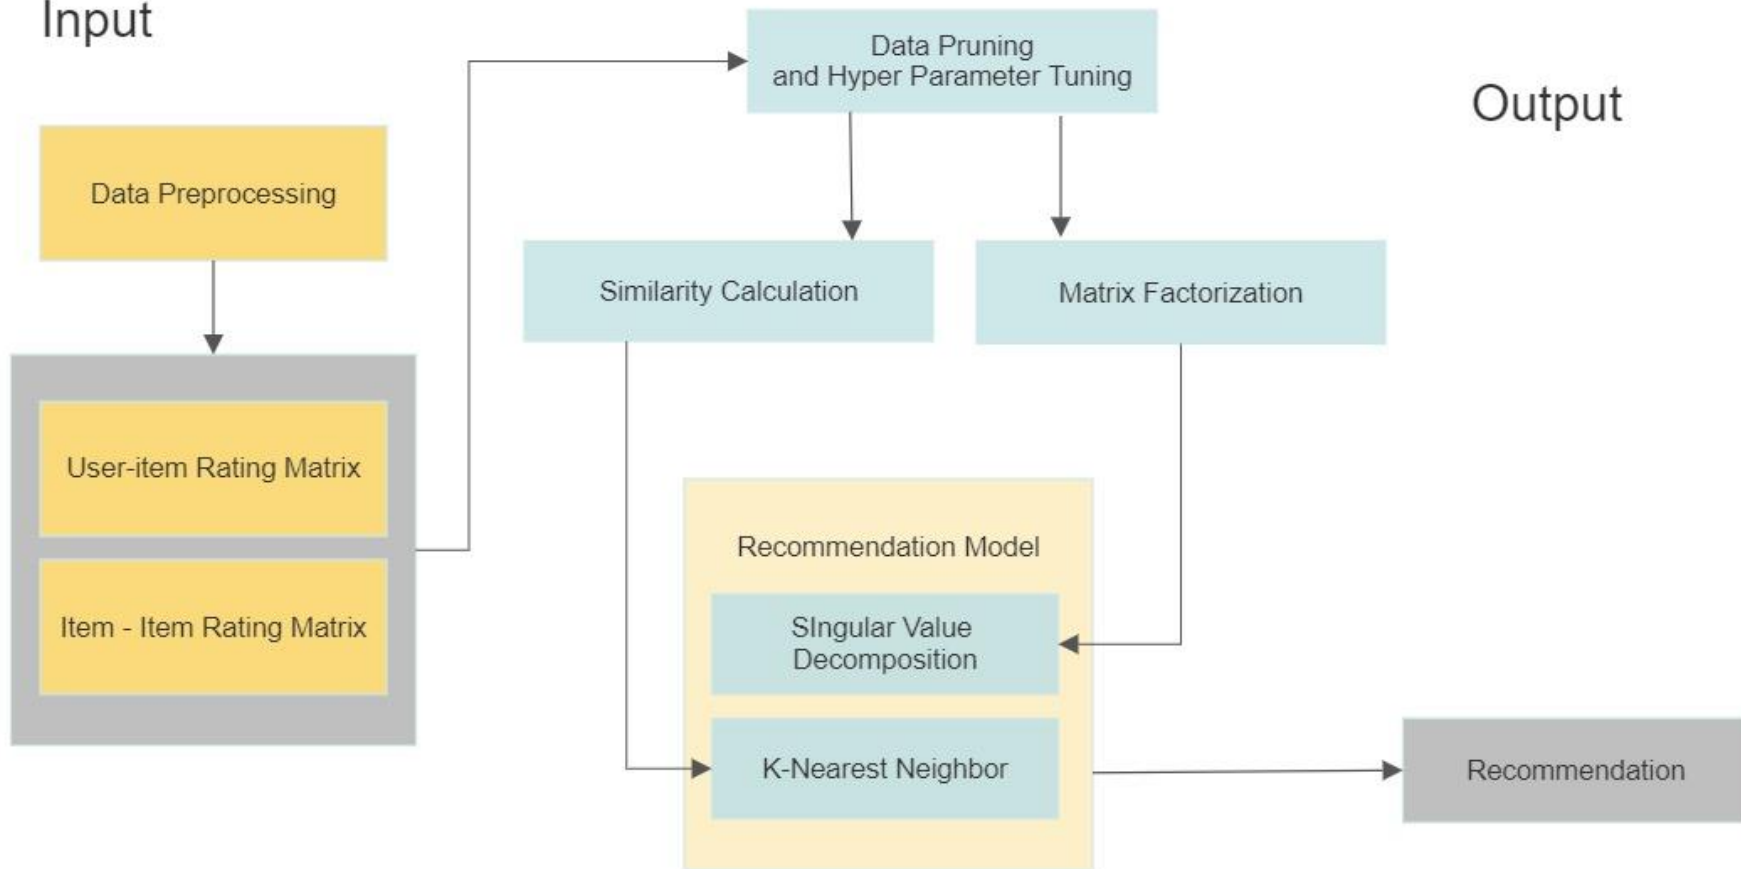 Input
Data Pruning
and Hyper Parameter Tuning
Output
Data Preprocessing
Similarity Calculation
Matrix Factorization
User-item Rating Matrix
Recommendation Model
Item - Item Rating Matrix
SIngular Value
Decomposition
K-Nearest Neighbor
Recommendation